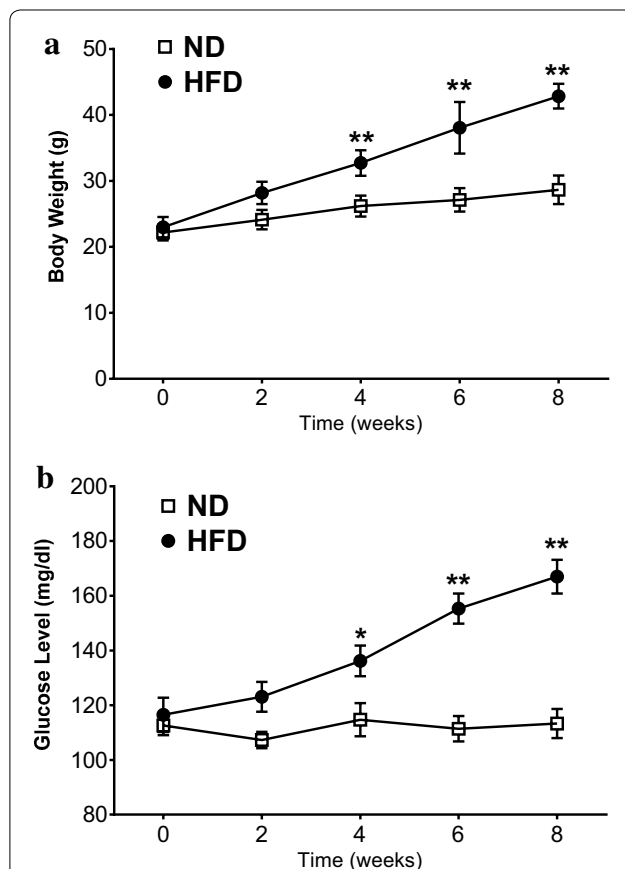 a
ND
HFD
Body Weight (g)
50
40
30
20
10
0
** ** **
0 2 4 6 8
Time (weeks)
b
ND
HFD
Glucose Level (mg/dl)
200
180
160
140
120
100
80
* ** **
0 2 4 6 8
Time (weeks)